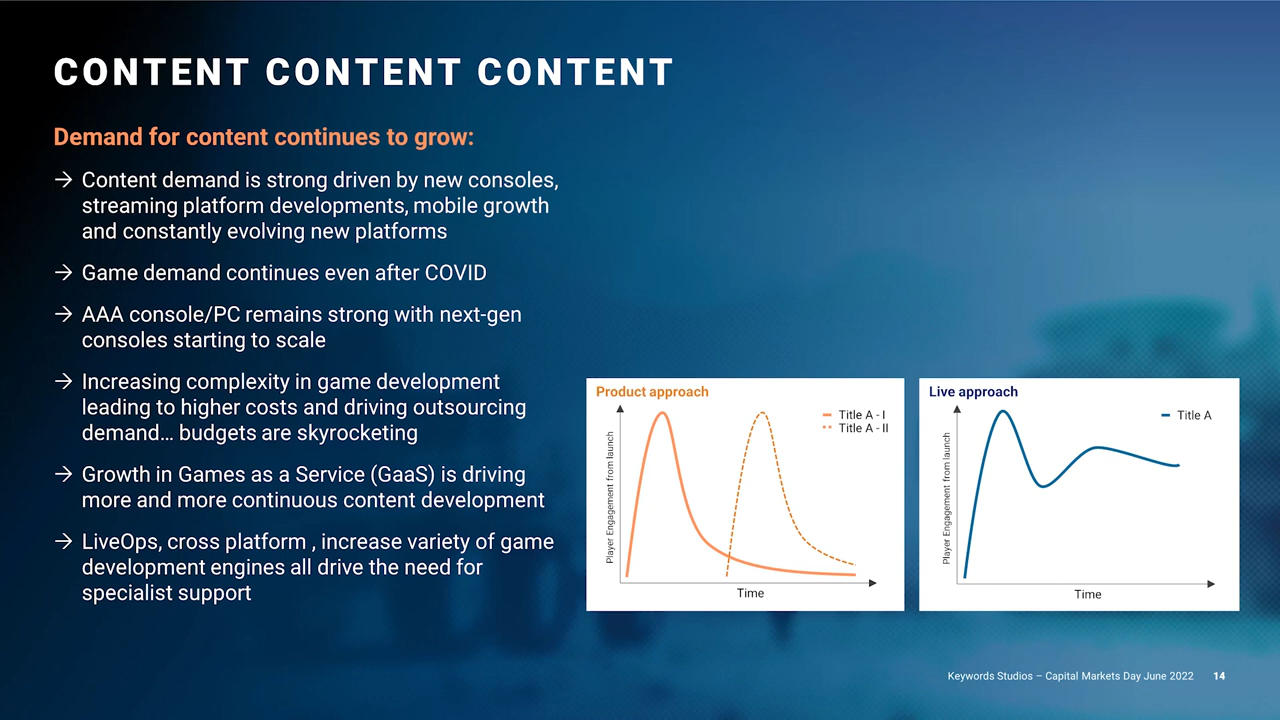 CONTENT CONTENT CONTENT
Demand for content continues to grow:
→ Content demand is strong driven by new consoles,
streaming platform developments, mobile growth
and constantly evolving new platforms
→ Game demand continues even after COVID
→ AAA console/PC remains strong with next-gen
consoles starting to scale
→ Increasing complexity in game development
leading to higher costs and driving outsourcing
demand... budgets are skyrocketing
→ Growth in Games as a Service (GaaS) is driving
more and more continuous content development
→ LiveOps, cross platform , increase variety of game
development engines all drive the need for
specialist support
Product approach
Title A - I
Title A - II
Player Engagement from launch
Time
Live approach
Title A
Player Engagement from launch
Time
Keywords Studios – Capital Markets Day June 2022 14